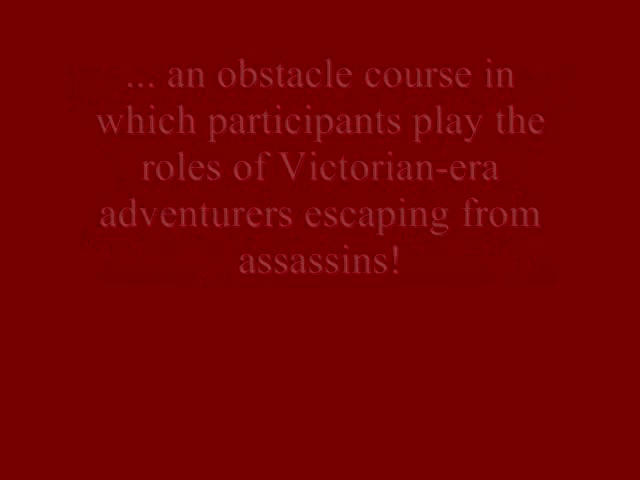 ... an obstacle course in
which participants play the
roles of Victorian-era
adventurers escaping from
assassins!